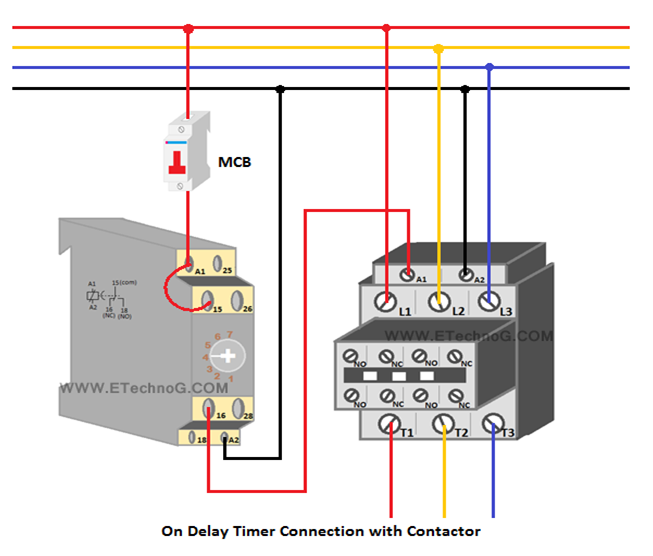 MCB
A1
25
15
26
A1
15(com)
A2
16
18
(NC)
(NO)
7
6
5
4
3
2
1
WWW.ETechnoG.COM
16
28
18
A2
A1
A2
L1
L2
L3
WWW.ETechnoG.COM
NO
NC
NO
NC
NO
NC
NO
NC
T1
T2
T3
On Delay Timer Connection with Contactor